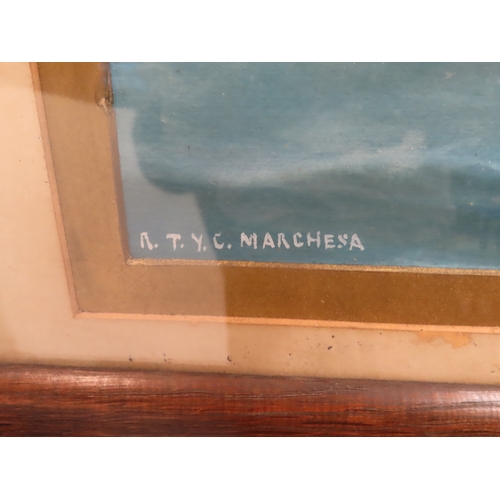 R. T. Y. C. MARCHESA